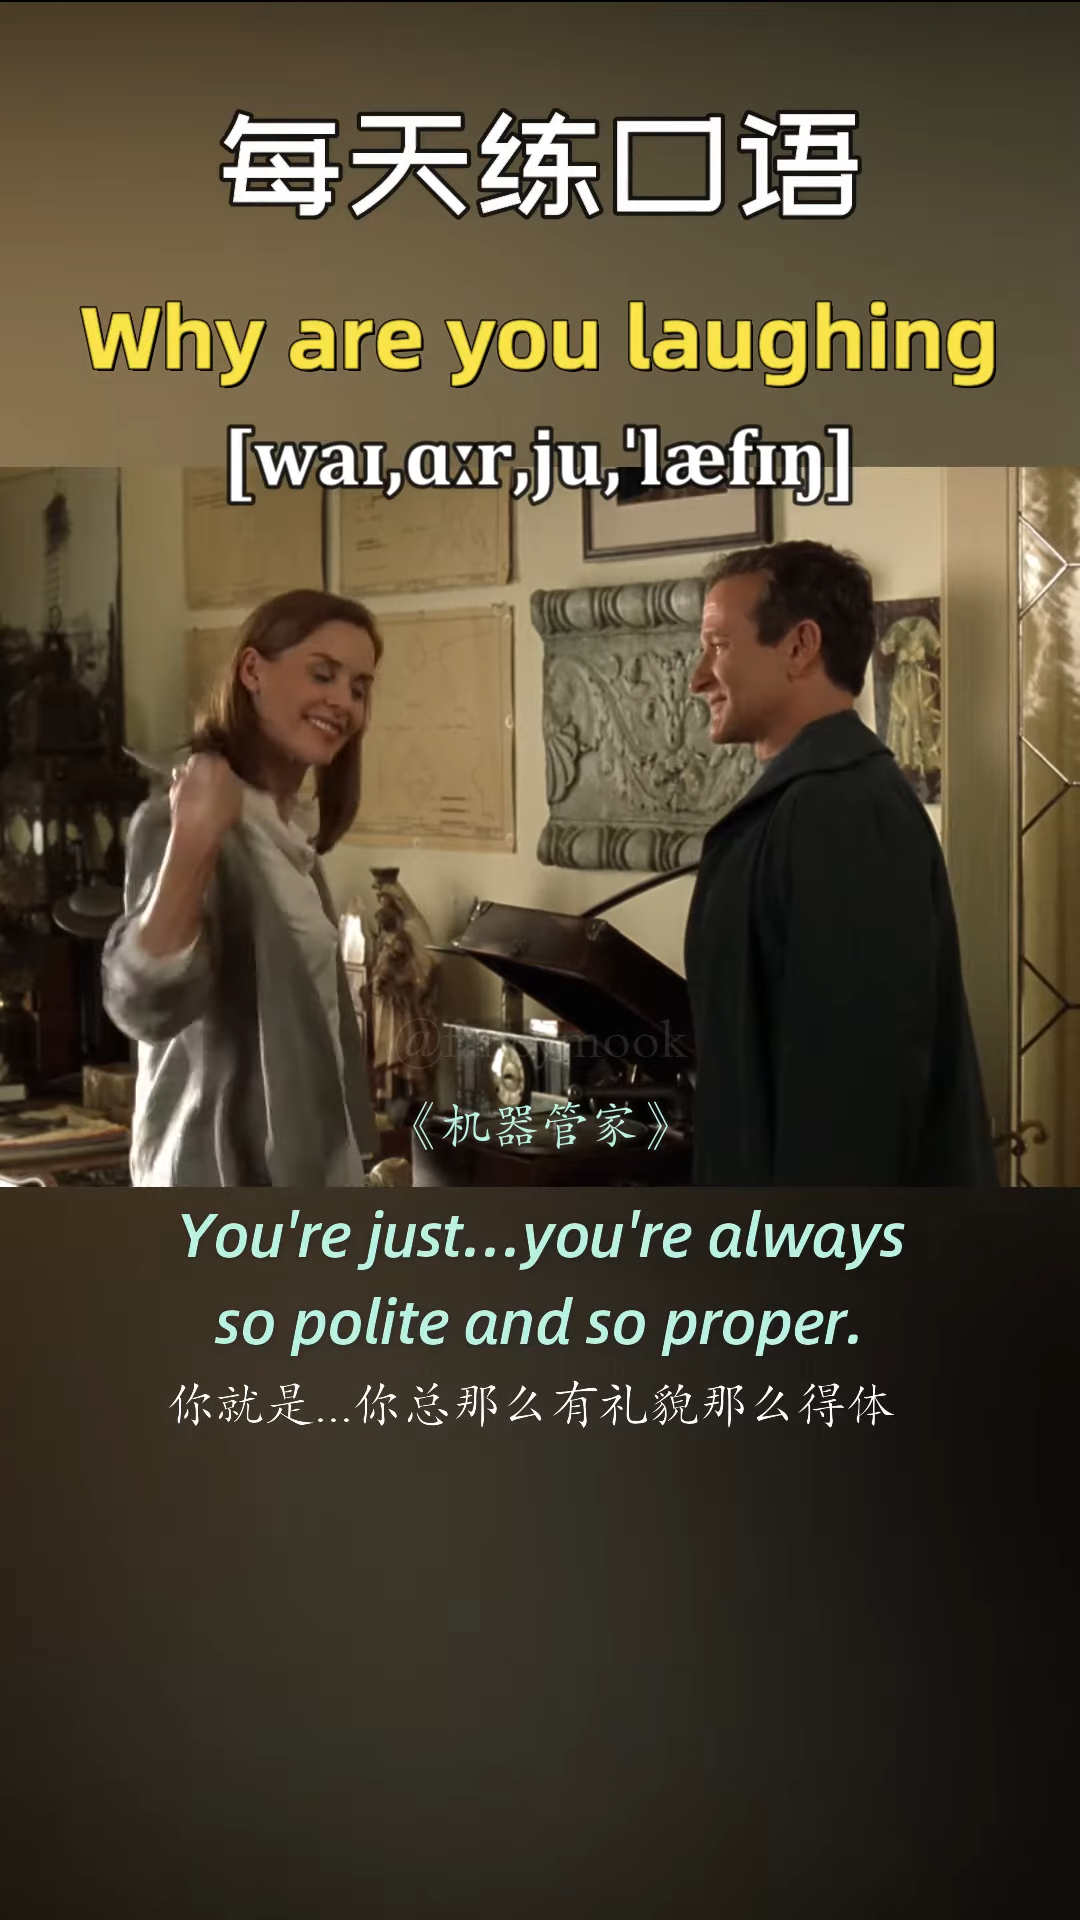 每天练口语
Why are you laughing
[waɪ,ɑːr,ju,ˈlæfɪŋ]
《机器管家》
You're just...you're always
so polite and so proper.
你就是...你总那么有礼貌那么得体